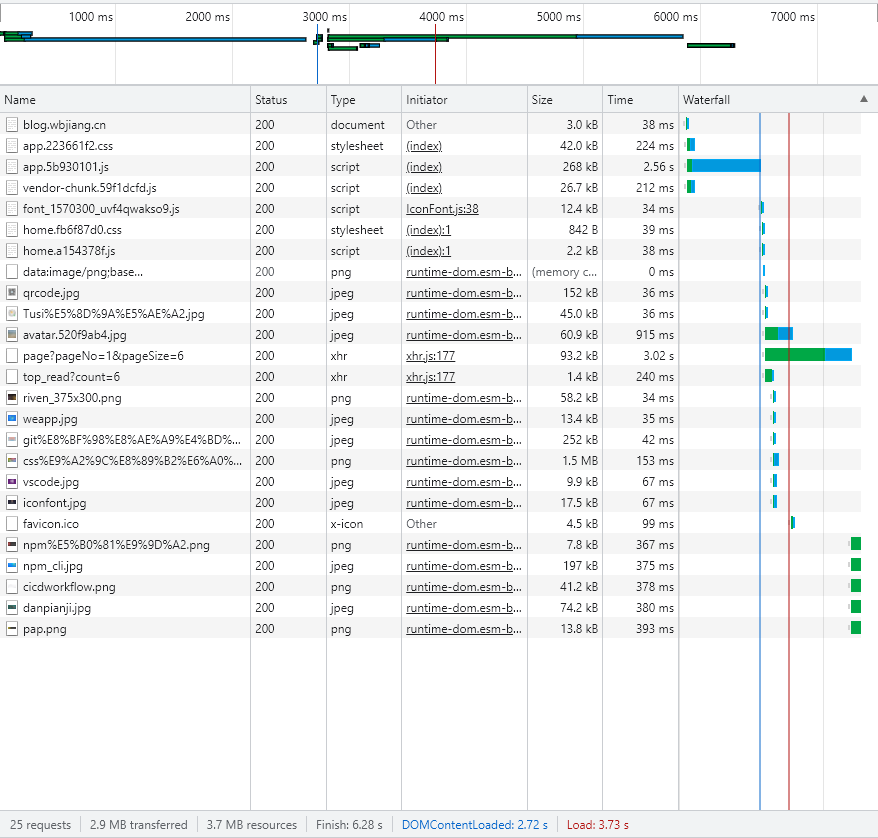 1000 ms 2000 ms 3000 ms 4000 ms 5000 ms 6000 ms 7000 ms
Name Status Type Initiator Size Time Waterfall ▲
blog.wbjiang.cn 200 document Other 3.0 kB 38 ms
app.223661f2.css 200 stylesheet (index) 42.0 kB 224 ms
app.5b930101.js 200 script (index) 268 kB 2.56 s
vendor-chunk.59f1dcfd.js 200 script (index) 26.7 kB 212 ms
font_1570300_uvf4qwakso9.js 200 script IconFont.js:38 12.4 kB 34 ms
home.fb6f87d0.css 200 stylesheet (index):1 842 B 39 ms
home.a154378f.js 200 script (index):1 2.2 kB 38 ms
data:image/png;base... 200 png runtime-dom.esm-b... (memory c... 0 ms
qrcode.jpg 200 jpeg runtime-dom.esm-b... 152 kB 36 ms
Tusi%E5%8D%9A%E5%AE%A2.jpg 200 jpeg runtime-dom.esm-b... 45.0 kB 36 ms
avatar.520f9ab4.jpg 200 jpeg runtime-dom.esm-b... 60.9 kB 915 ms
page?pageNo=1&pageSize=6 200 xhr xhr.js:177 93.2 kB 3.02 s
top_read?count=6 200 xhr xhr.js:177 1.4 kB 240 ms
riven_375x300.png 200 png runtime-dom.esm-b... 58.2 kB 34 ms
weapp.jpg 200 jpeg runtime-dom.esm-b... 13.4 kB 35 ms
git%E8%BF%98%E8%AE%A9%E4%BD%... 200 jpeg runtime-dom.esm-b... 252 kB 42 ms
css%E9%A2%9C%E8%89%B2%E6%A0%... 200 png runtime-dom.esm-b... 1.5 MB 153 ms
vscode.jpg 200 jpeg runtime-dom.esm-b... 9.9 kB 67 ms
iconfont.jpg 200 jpeg runtime-dom.esm-b... 17.5 kB 67 ms
favicon.ico 200 x-icon Other 4.5 kB 99 ms
npm%E5%B0%81%E9%9D%A2.png 200 png runtime-dom.esm-b... 7.8 kB 367 ms
npm_cli.jpg 200 jpeg runtime-dom.esm-b... 197 kB 375 ms
cicdworkflow.png 200 png runtime-dom.esm-b... 41.2 kB 378 ms
danpianji.jpg 200 jpeg runtime-dom.esm-b... 74.2 kB 380 ms
pap.png 200 png runtime-dom.esm-b... 13.8 kB 393 ms
25 requests 2.9 MB transferred 3.7 MB resources Finish: 6.28 s DOMContentLoaded: 2.72 s Load: 3.73 s